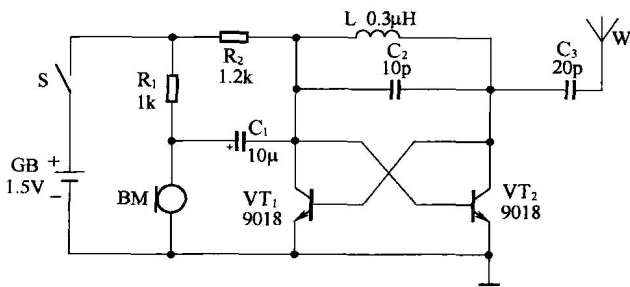 L 0.3μH
W
C₂
10p
C₃
20p
R₂
1.2k
S
R₁
1k
C₁
+
10μ
GB +
1.5V
-
BM
VT₁
9018
VT₂
9018